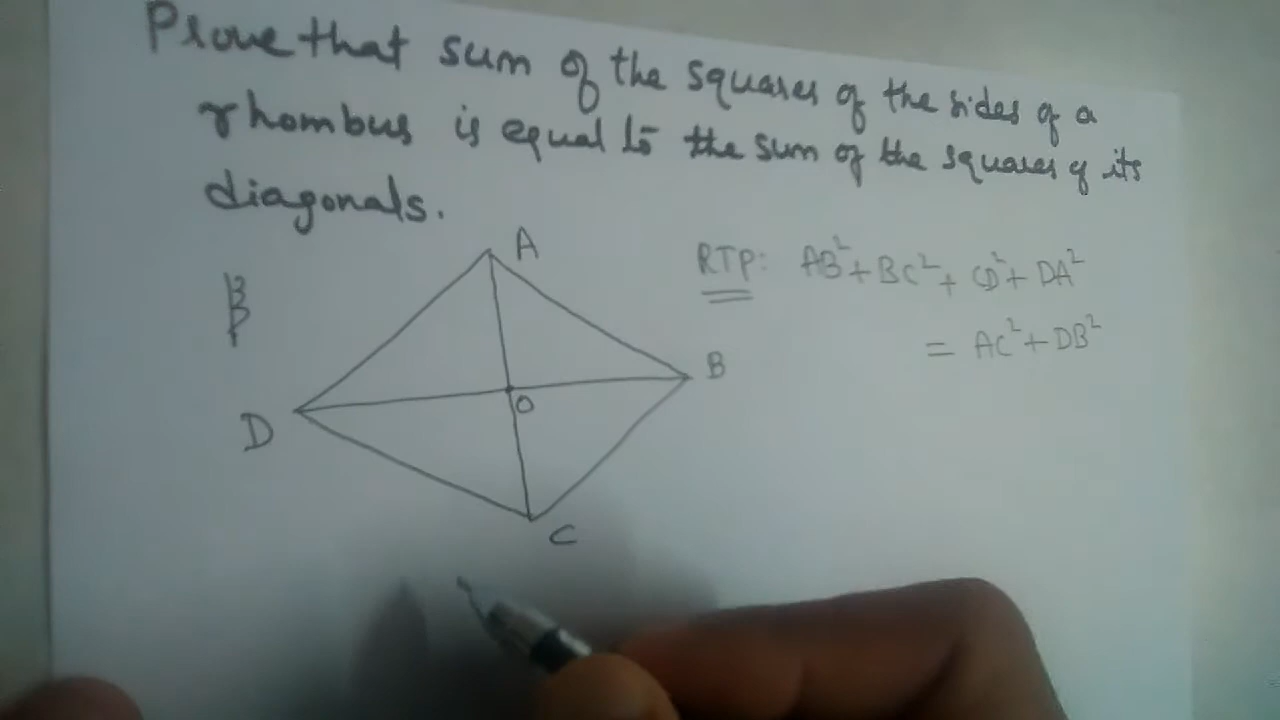 Prove that sum of the squares of the sides of a
rhombus is equal to the sum of the squares of its
diagonals.
A
RTP: AB²+BC²+CD²+DA²
= AC²+DB²
B
O
D
C